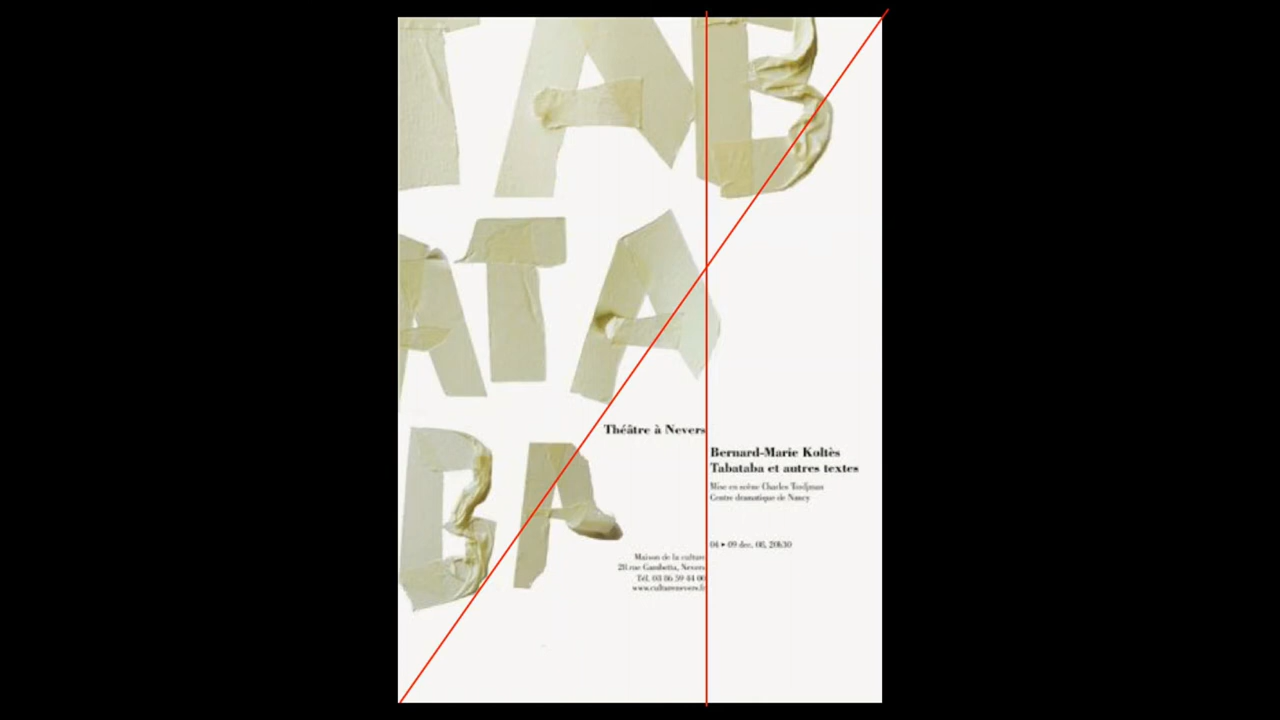 TAB
ATA
BA
Théâtre à Nevers
Bernard-Marie Koltès
Tabataba et autres textes
Mise en scène Charles Tordjman
Centre dramatique de Nancy
04 ▸ 09 dec. 08, 20h30
Maison de la culture
28 rue Gambetta, Nevers
Tél. 03 86 59 84 00
www.culturenevers.fr